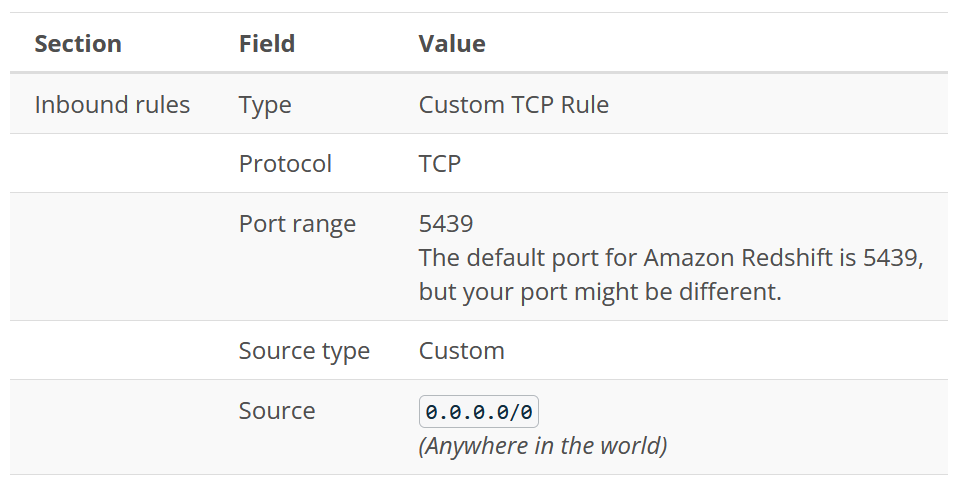 Section Field Value
Inbound rules Type Custom TCP Rule
Protocol TCP
Port range 5439
The default port for Amazon Redshift is 5439,
but your port might be different.
Source type Custom
Source 0.0.0.0/0
(Anywhere in the world)